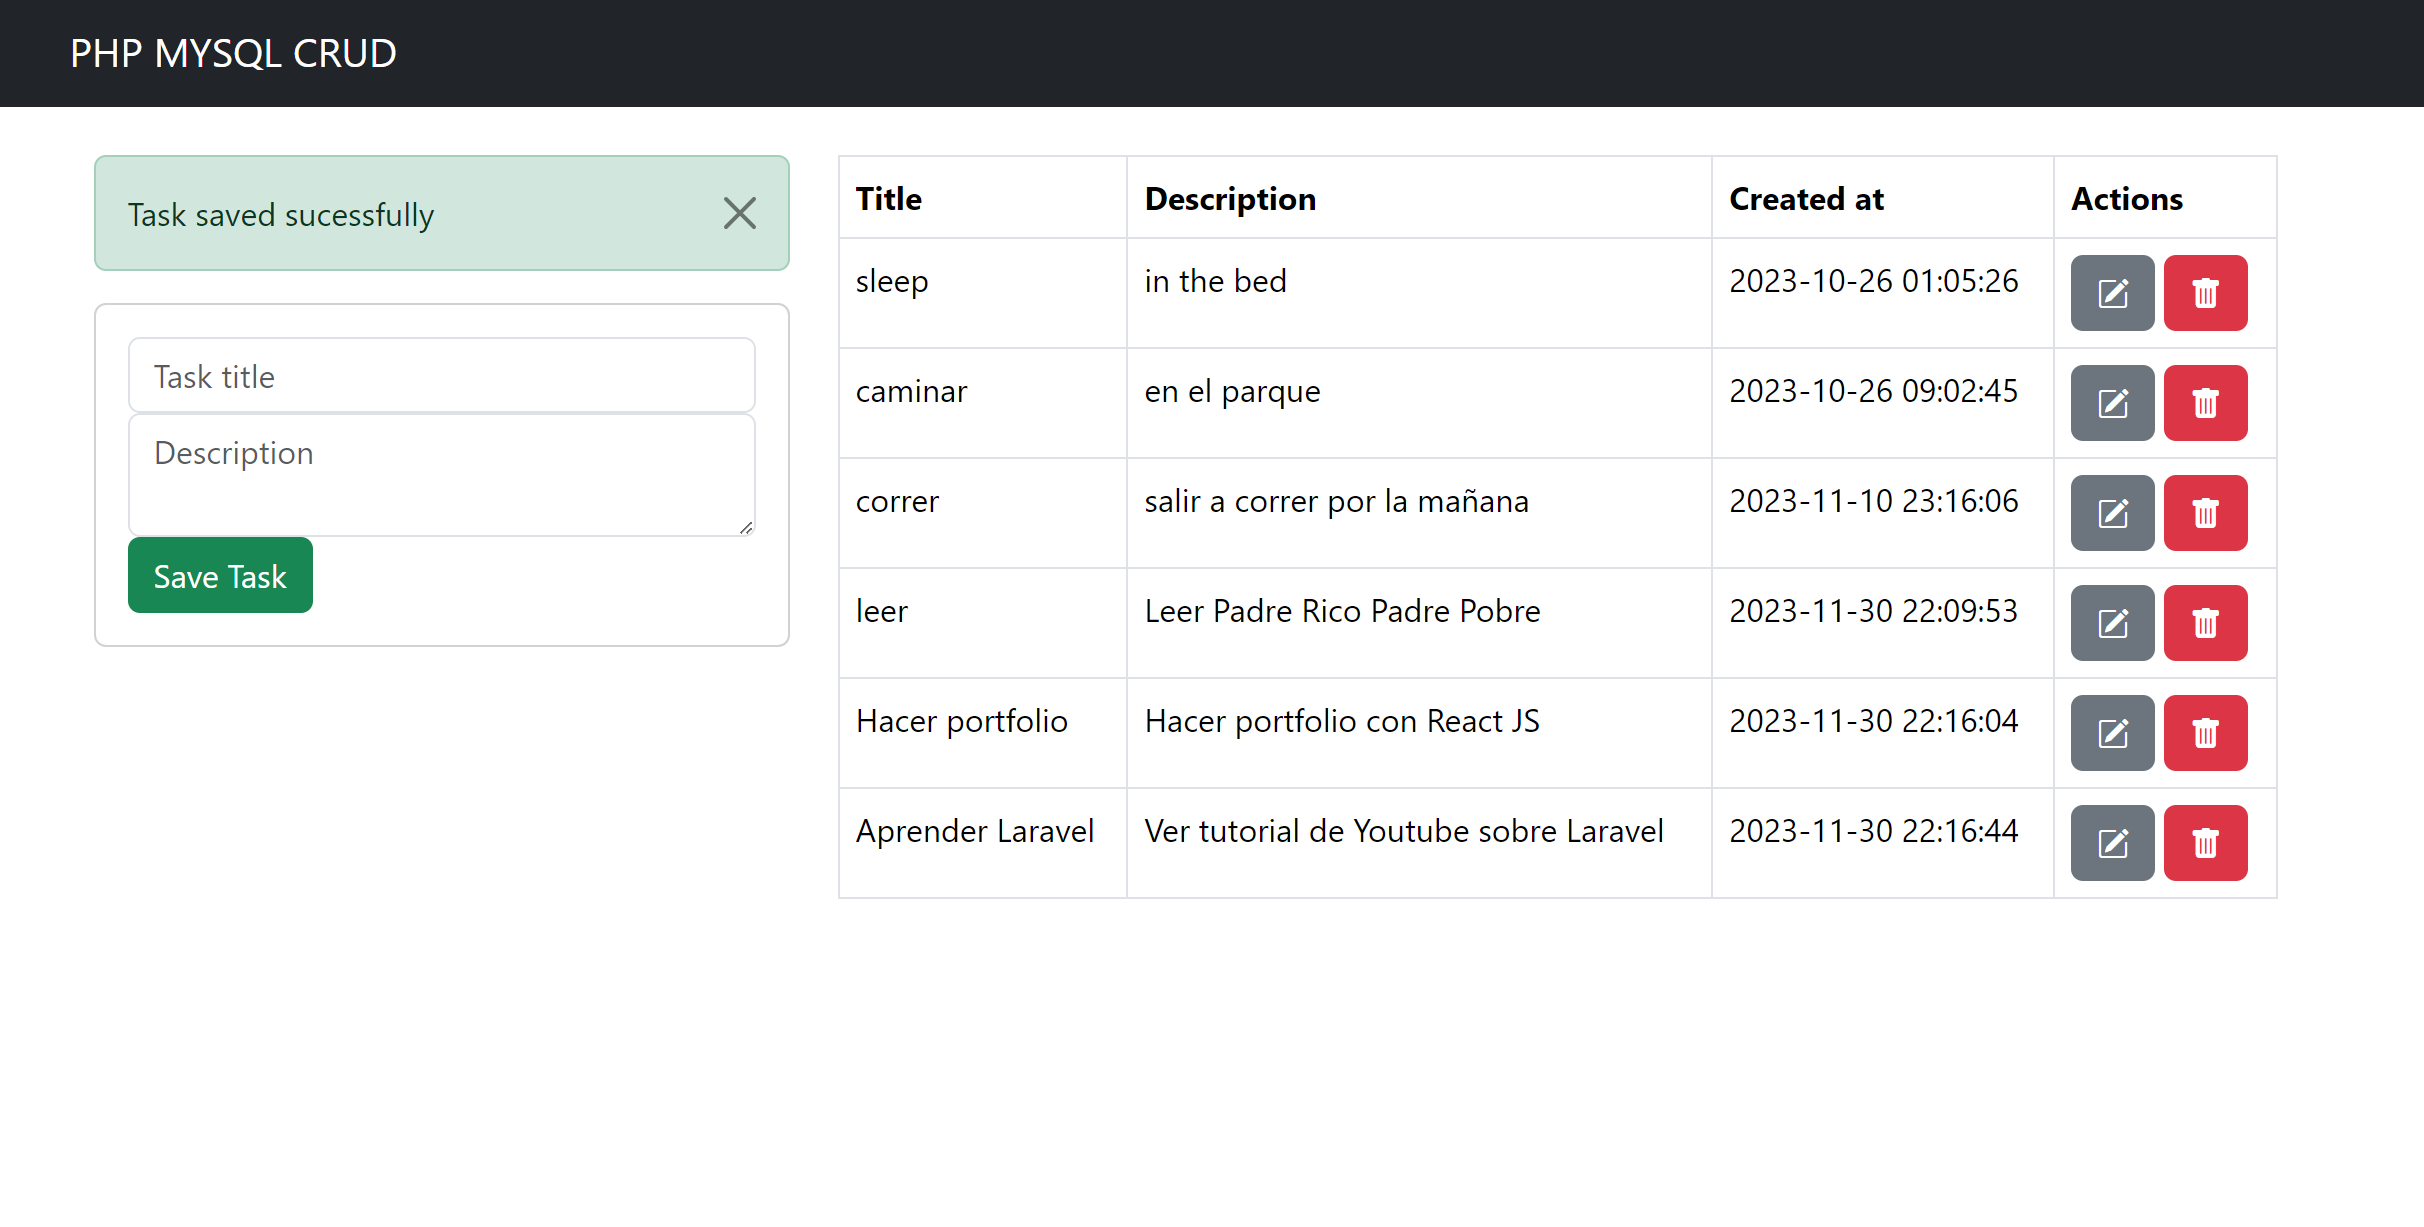 PHP MYSQL CRUD
Task saved sucessfully
Task title
Description
Save Task
Title Description Created at Actions
sleep in the bed 2023-10-26 01:05:26
caminar en el parque 2023-10-26 09:02:45
correr salir a correr por la mañana 2023-11-10 23:16:06
leer Leer Padre Rico Padre Pobre 2023-11-30 22:09:53
Hacer portfolio Hacer portfolio con React JS 2023-11-30 22:16:04
Aprender Laravel Ver tutorial de Youtube sobre Laravel 2023-11-30 22:16:44